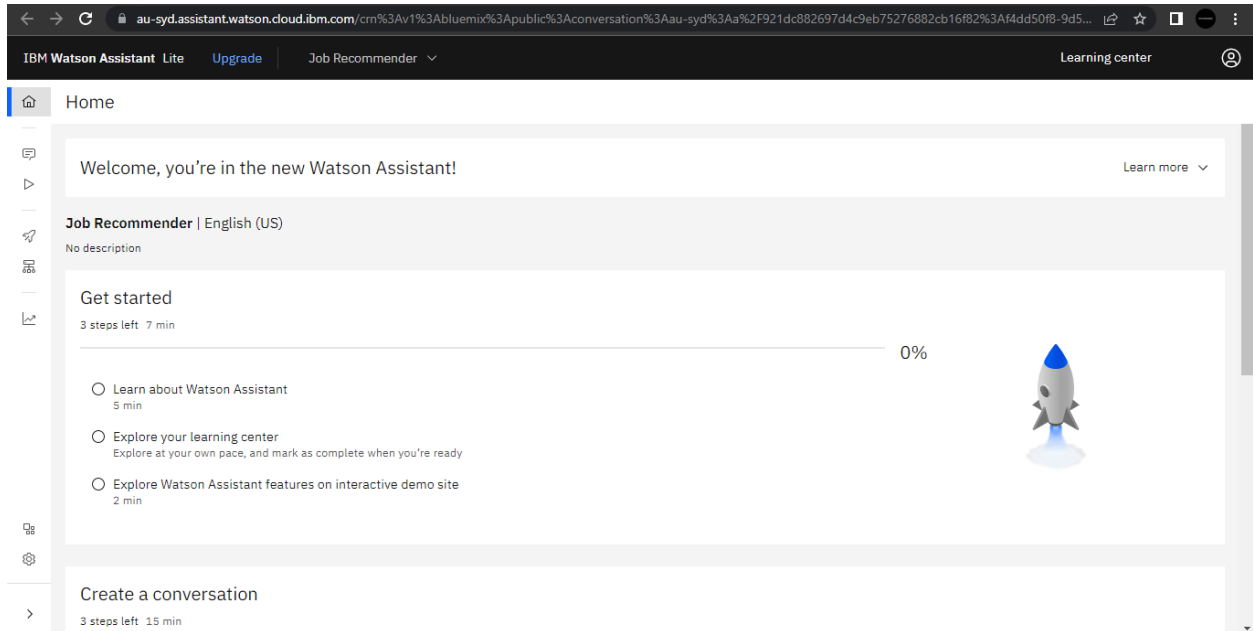 au-syd.assistant.watson.cloud.ibm.com/crn%3Av1%3Abluemix%3Apublic%3Aconversation%3Aau-syd%3Aa%2F921dc882697d4c9eb75276882cb16f82%3Af4dd50f8-9d5...
IBM Watson Assistant Lite Upgrade Job Recommender Learning center
Home
Welcome, you're in the new Watson Assistant! Learn more
Job Recommender | English (US)
No description
Get started
3 steps left 7 min
0%
Learn about Watson Assistant
5 min
Explore your learning center
Explore at your own pace, and mark as complete when you're ready
Explore Watson Assistant features on interactive demo site
2 min
Create a conversation
3 steps left 15 min